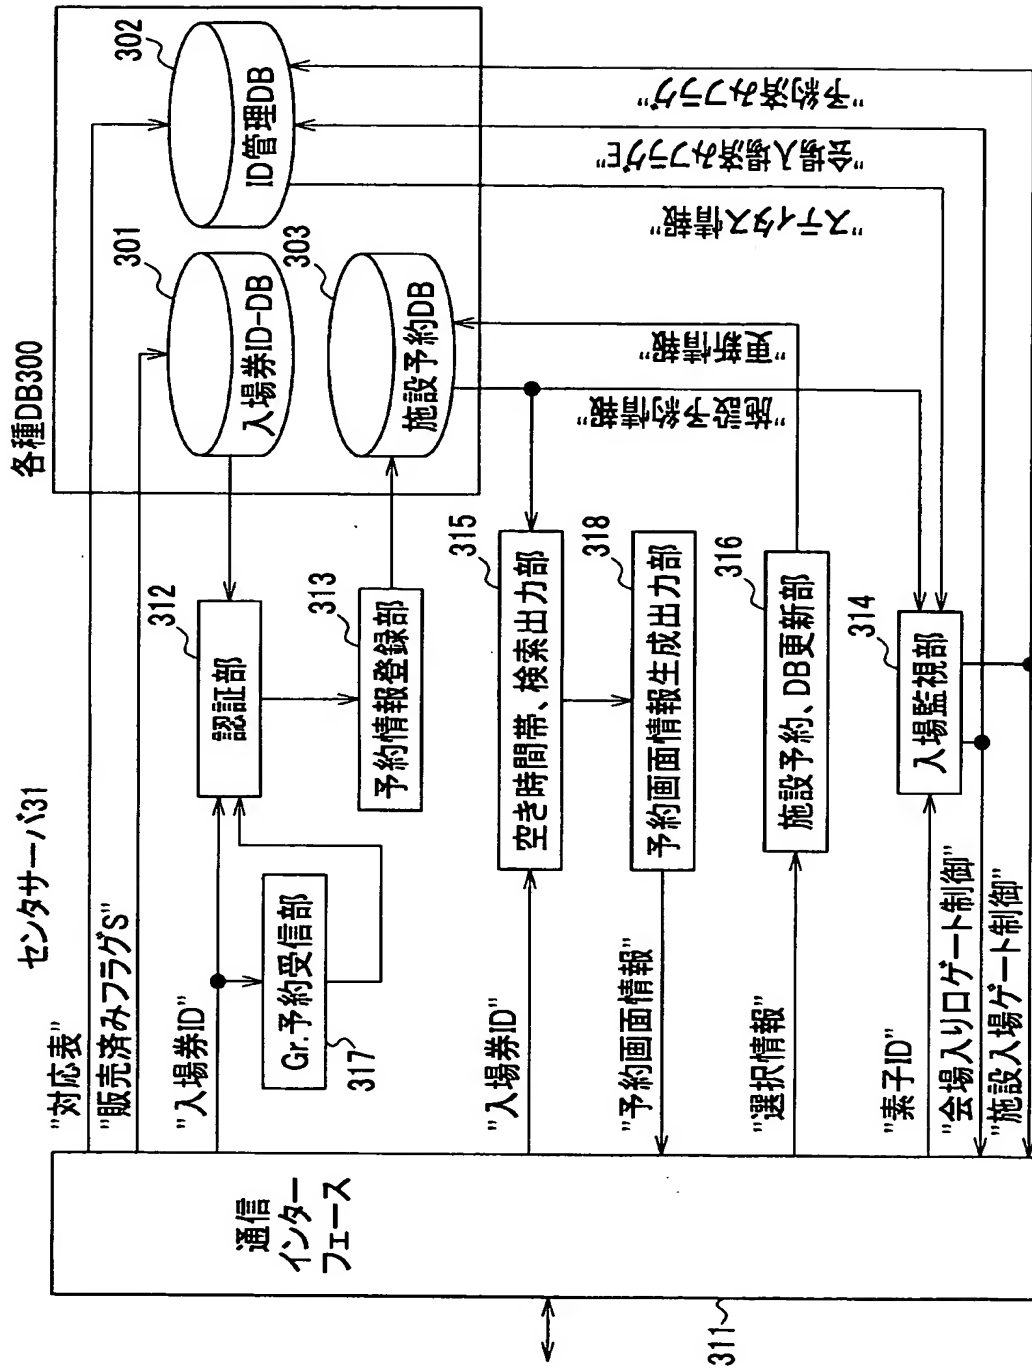 センタサーバ31
各種DB300
"対応表"
"販売済みフラグS"
"入場券ID"
Gr.予約受信部
317
312
認証部
313
予約情報登録部
301
入場券ID-DB
302
ID管理DB
303
施設予約DB
通信
インター
フェース
311
"入場券ID"
315
空き時間帯、検索出力部
"予約画面情報"
318
予約画面情報生成出力部
"選択情報"
316
施設予約、DB更新部
"素子ID"
314
入場監視部
"会場入り口ゲート制御"
"施設入場ゲート制御"
"更新情報"
"施設予約情報"
"予約済みフラグ"
"会場入場済みフラグE"
"ステイタス情報"